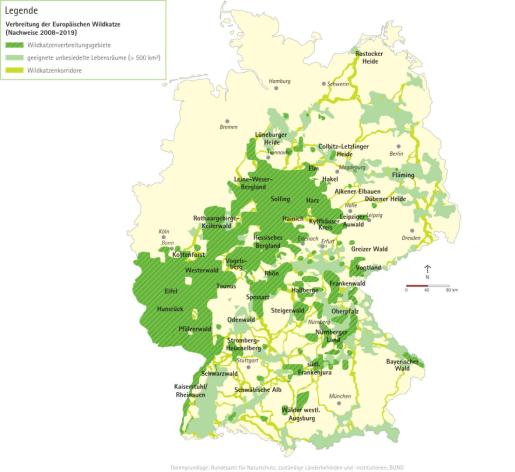 Legende
Verbreitung der Europäischen Wildkatze
(Nachweise 2008–2019)
Wildkatzenverbreitungsgebiete
geeignete unbesiedelte Lebensräume (> 500 km²)
Wildkatzenkorridore
Rostocker
Heide
Schwerin
Hamburg
Bremen
Lüneburger
Heide
Hannover
Colbitz-Letzlinger
Heide
Magdeburg
Berlin
Elm
Leine-Weser-
Bergland
Hakel
Fläming
Solling
Harz
Alkener Elbauen
Dübener Heide
Halle
Rothaargebirge-
Kellerwald
Hainich
Kyffhäuser
Kreis
Leipziger
Auwald
Leipzig
Köln
Bonn
Hessisches
Bergland
Eisenach
Erfurt
Dresden
Greizer Wald
Kottenforst
Westerwald
Vogels-
berg
Rhön
Vogtland
N
0 40 80 km
Eifel
Taunus
Spessart
Haßberge
Frankenwald
Hunsrück
Steigerwald
Oberpfalz
Odenwald
Nürnberg
Nürnberger
Land
Pfälzerwald
Stromberg-
Heuchelberg
Stuttgart
südl.
Frankenjura
Bayerischer
Wald
Schwarzwald
Kaiserstuhl/
Rheinauen
Schwäbische Alb
München
Wälder westl.
Augsburg
Datengrundlage: Bundesamt für Naturschutz, zuständige Länderbehörden und -institutionen, BUND